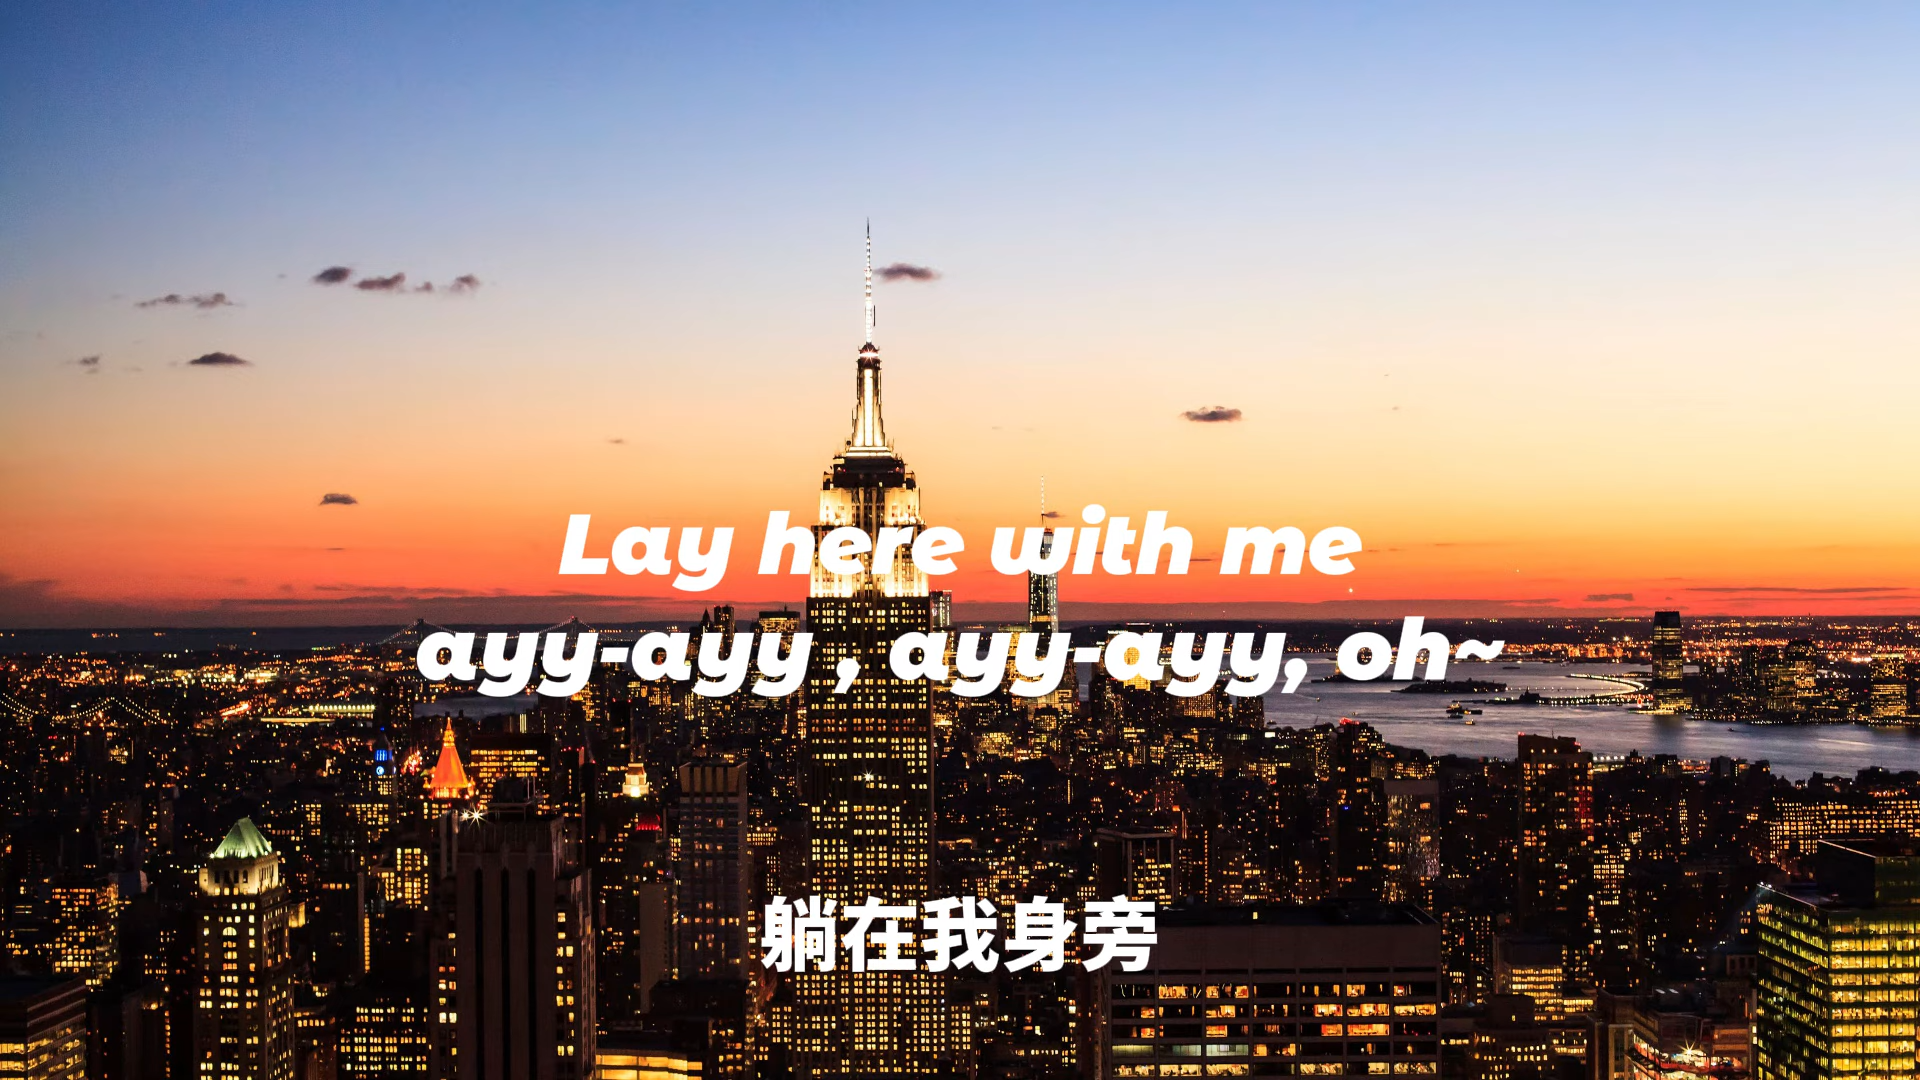 Lay here with me
ayy-ayy , ayy-ayy, oh~
躺在我身旁